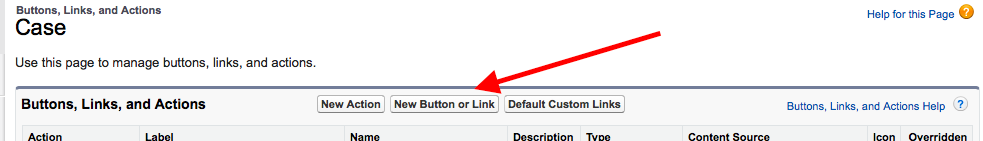 Buttons, Links, and Actions
Case
Help for this Page ?
Use this page to manage buttons, links, and actions.
Buttons, Links, and Actions New Action New Button or Link Default Custom Links Buttons, Links, and Actions Help ?
Action Label Name Description Type Content Source Icon Overridden